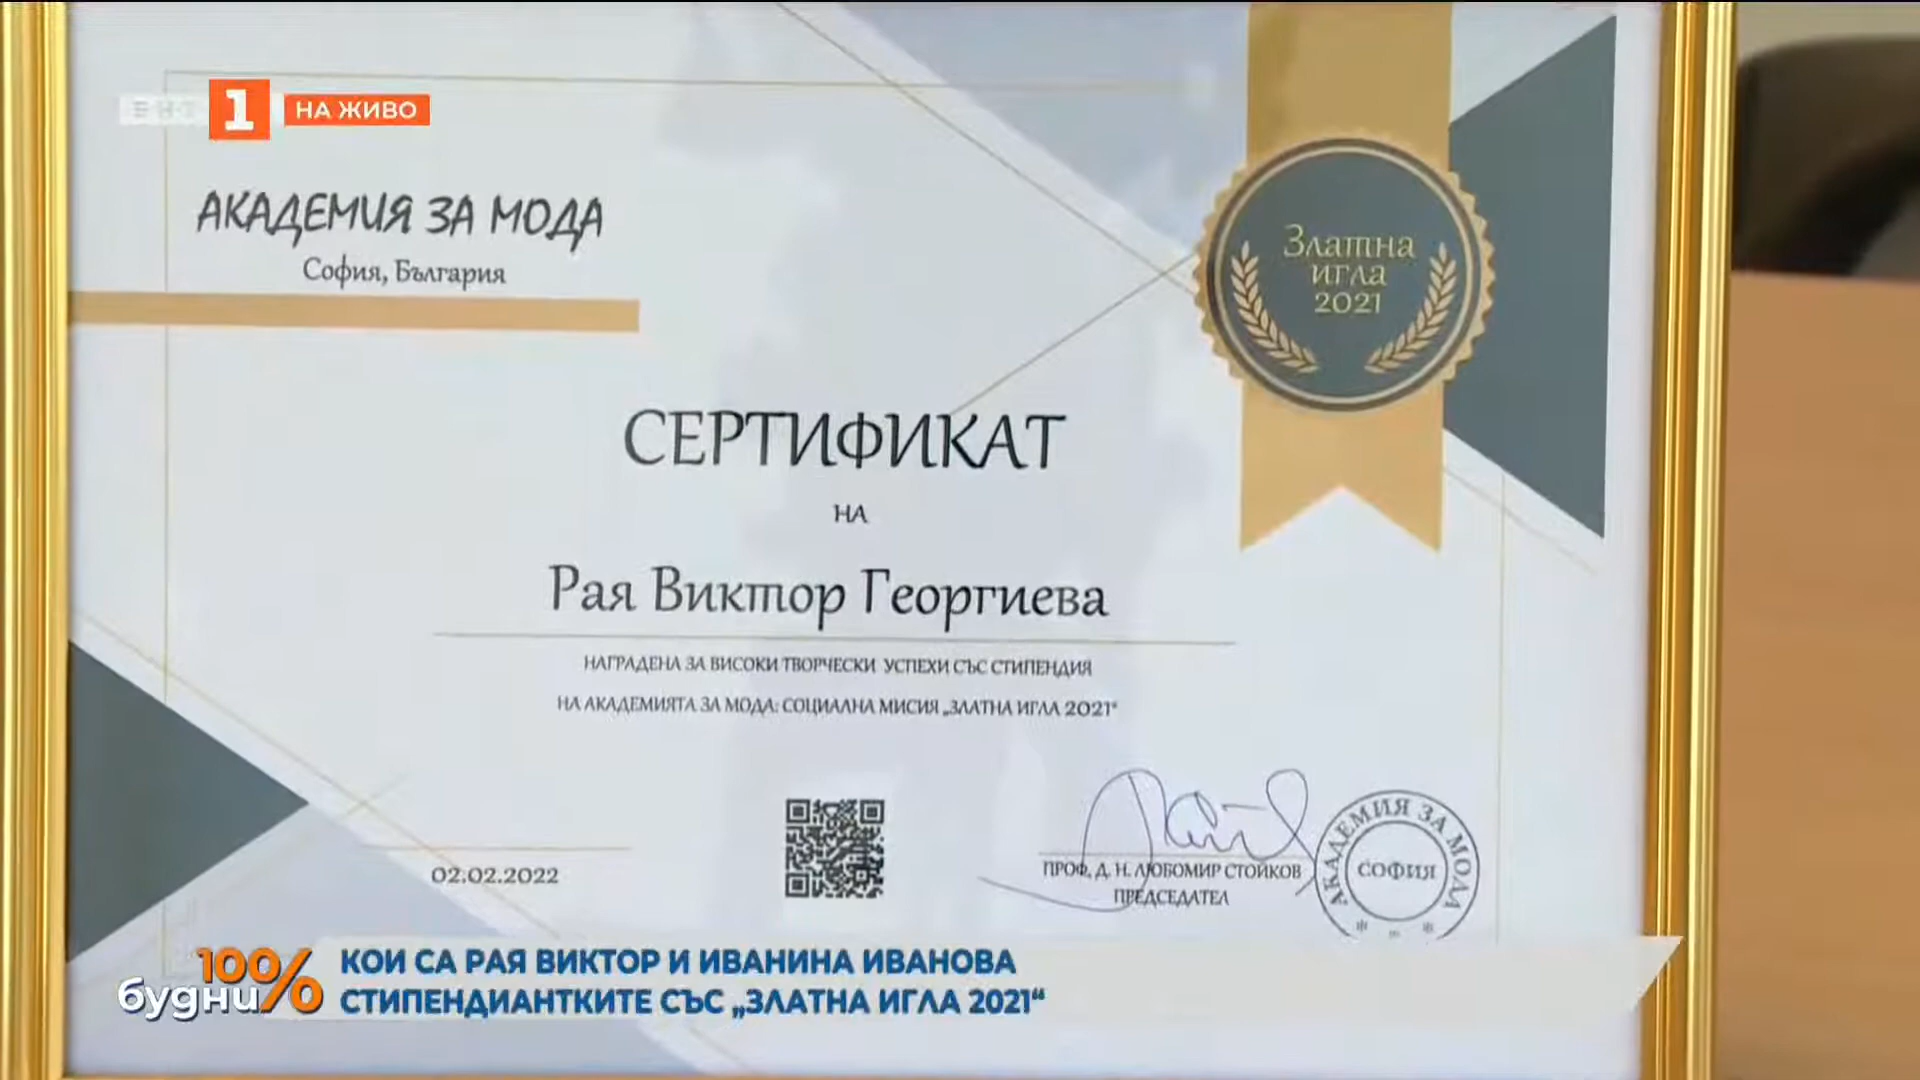 БНТ 1 НА ЖИВО
АКАДЕМИЯ ЗА МОДА
София, България
Златна
игла
2021
СЕРТИФИКАТ
НА
Рая Виктор Георгиева
НАГРАДЕНА ЗА ВИСОКИ ТВОРЧЕСКИ УСПЕХИ СЪС СТИПЕНДИЯ
НА АКАДЕМИЯТА ЗА МОДА: СОЦИАЛНА МИСИЯ „ЗЛАТНА ИГЛА 2021“
02.02.2022
ПРОФ. Д. Н. ЛЮБОМИР СТОЙКОВ
ПРЕДСЕДАТЕЛ
АКАДЕМИЯ ЗА МОДА
СОФИЯ
100%
будни
КОИ СА РАЯ ВИКТОР И ИВАНИНА ИВАНОВА
СТИПЕНДИАНТКИТЕ СЪС „ЗЛАТНА ИГЛА 2021“